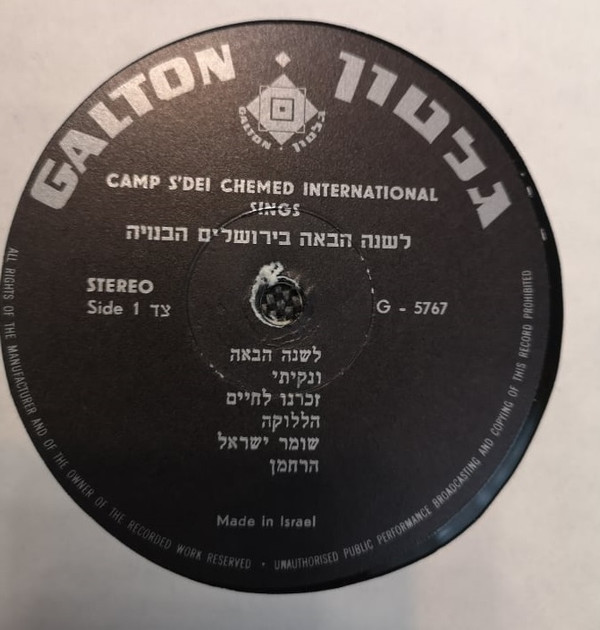 GALTON גלטון
GALTON גלטון
CAMP S'DEI CHEMED INTERNATIONAL
SINGS
לשנה הבאה בירושלים הבנויה
STEREO
Side 1 צד
G - 5767
לשנה הבאה
ונקיתי
זכרנו לחיים
הללוקה
שומר ישראל
הרחמן
Made in Israel
ALL RIGHTS OF THE MANUFACTURER AND OF THE OWNER OF THE RECORDED WORK RESERVED • UNAUTHORISED PUBLIC PERFORMANCE BROADCASTING AND COPYING OF THIS RECORD PROHIBITED